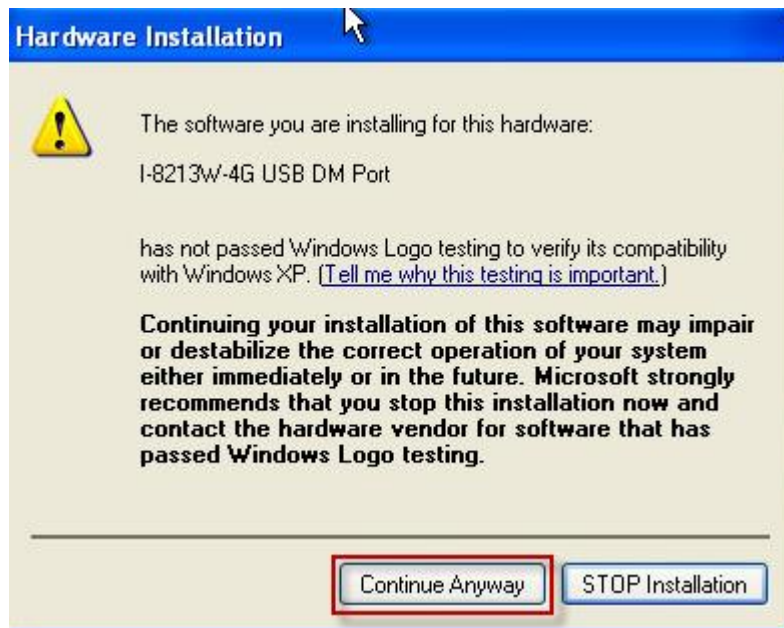 Hardware Installation
The software you are installing for this hardware:
I-8213W-4G USB DM Port
has not passed Windows Logo testing to verify its compatibility
with Windows XP. (Tell me why this testing is important.)
Continuing your installation of this software may impair
or destabilize the correct operation of your system
either immediately or in the future. Microsoft strongly
recommends that you stop this installation now and
contact the hardware vendor for software that has
passed Windows Logo testing.
Continue Anyway STOP Installation